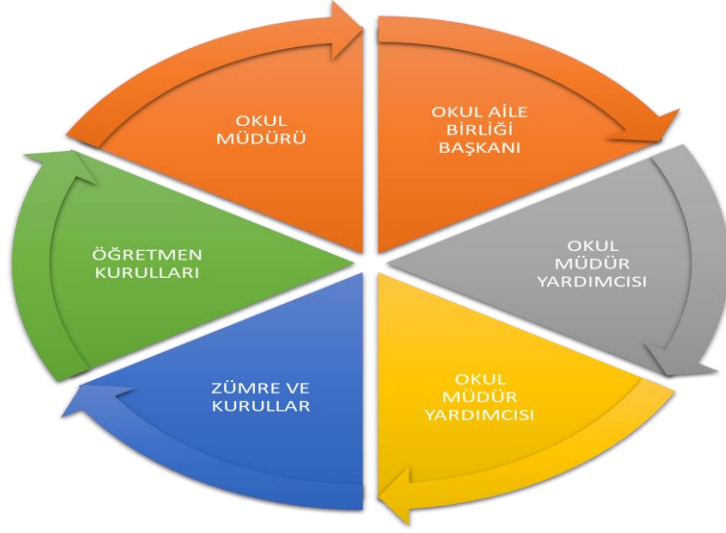 OKUL
MÜDÜRÜ
OKUL AİLE
BİRLİĞİ
BAŞKANI
OKUL
MÜDÜR
YARDIMCISI
OKUL
MÜDÜR
YARDIMCISI
ZÜMRE VE
KURULLAR
ÖĞRETMEN
KURULLARI